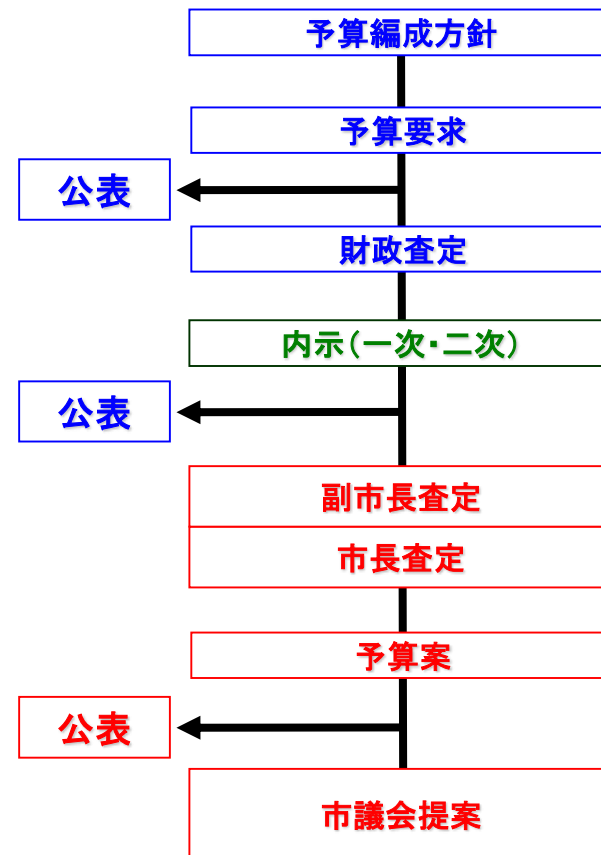 予算編成方針
予算要求
公表
財政査定
内示(一次・二次)
公表
副市長査定
市長査定
予算案
公表
市議会提案